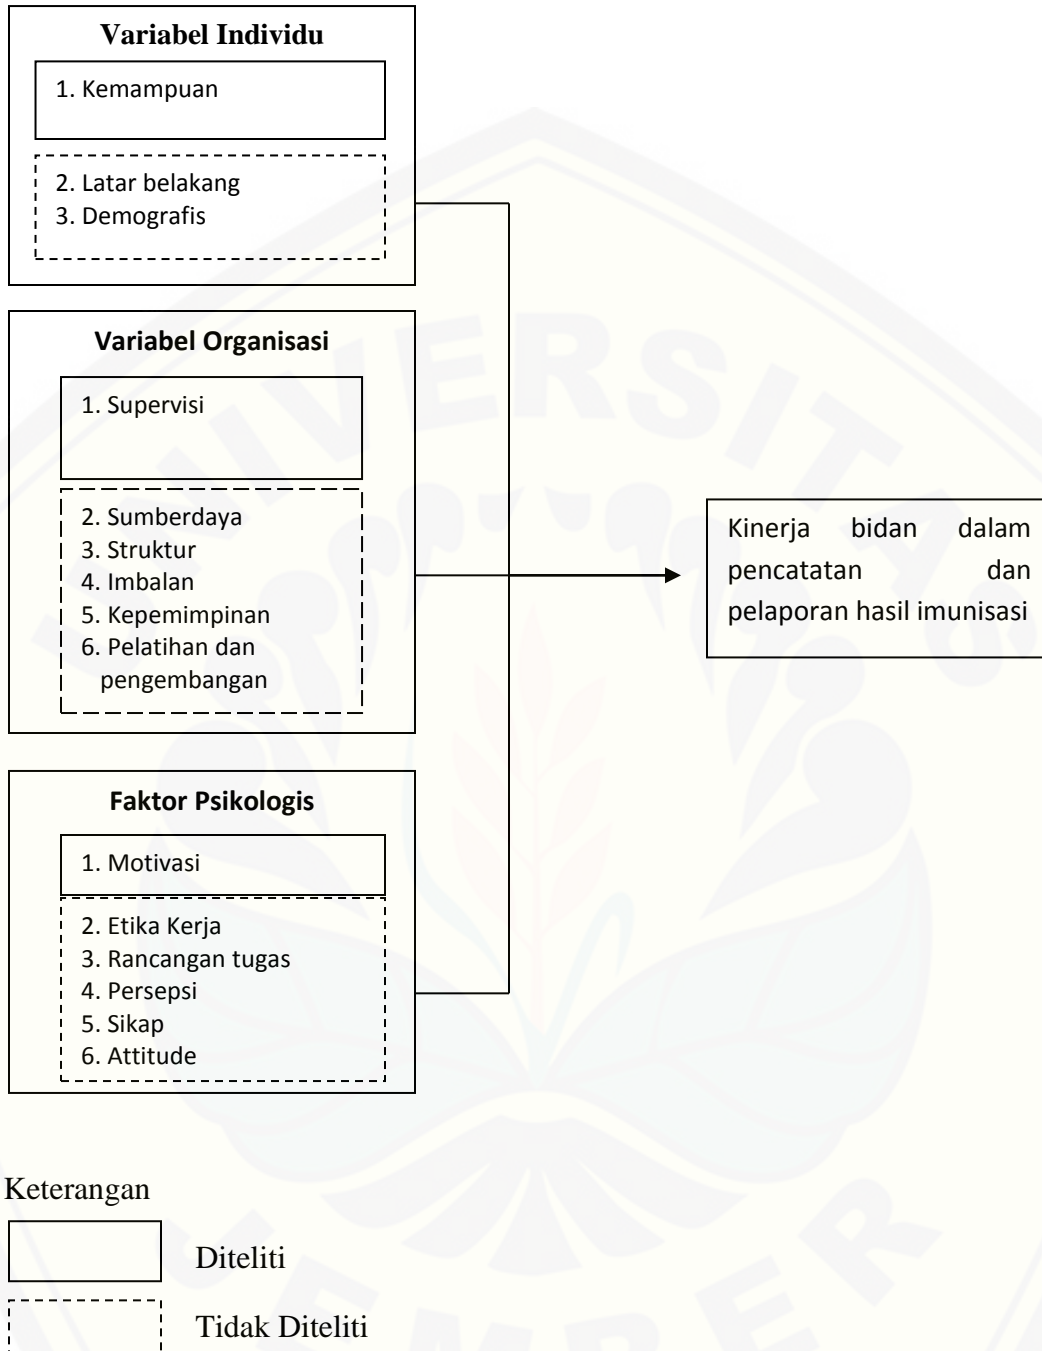 Variabel Individu
1. Kemampuan
2. Latar belakang
3. Demografis
Variabel Organisasi
1. Supervisi
2. Sumberdaya
3. Struktur
4. Imbalan
5. Kepemimpinan
6. Pelatihan dan
pengembangan
Faktor Psikologis
1. Motivasi
2. Etika Kerja
3. Rancangan tugas
4. Persepsi
5. Sikap
6. Attitude
Kinerja bidan dalam
pencatatan dan
pelaporan hasil imunisasi
Keterangan
Diteliti
Tidak Diteliti
UNIVERSITAS
JEMBER